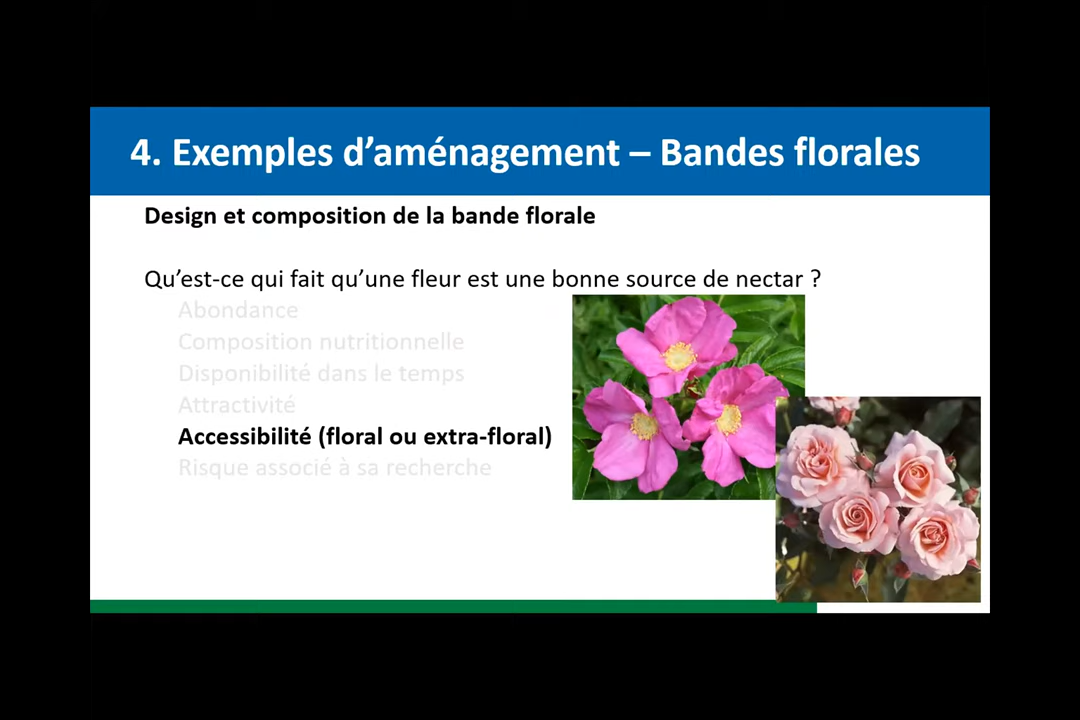 4. Exemples d’aménagement – Bandes florales
Design et composition de la bande florale
Qu’est-ce qui fait qu’une fleur est une bonne source de nectar ?
Abondance
Composition nutritionnelle
Disponibilité dans le temps
Attractivité
Accessibilité (floral ou extra-floral)
Risque associé à sa recherche